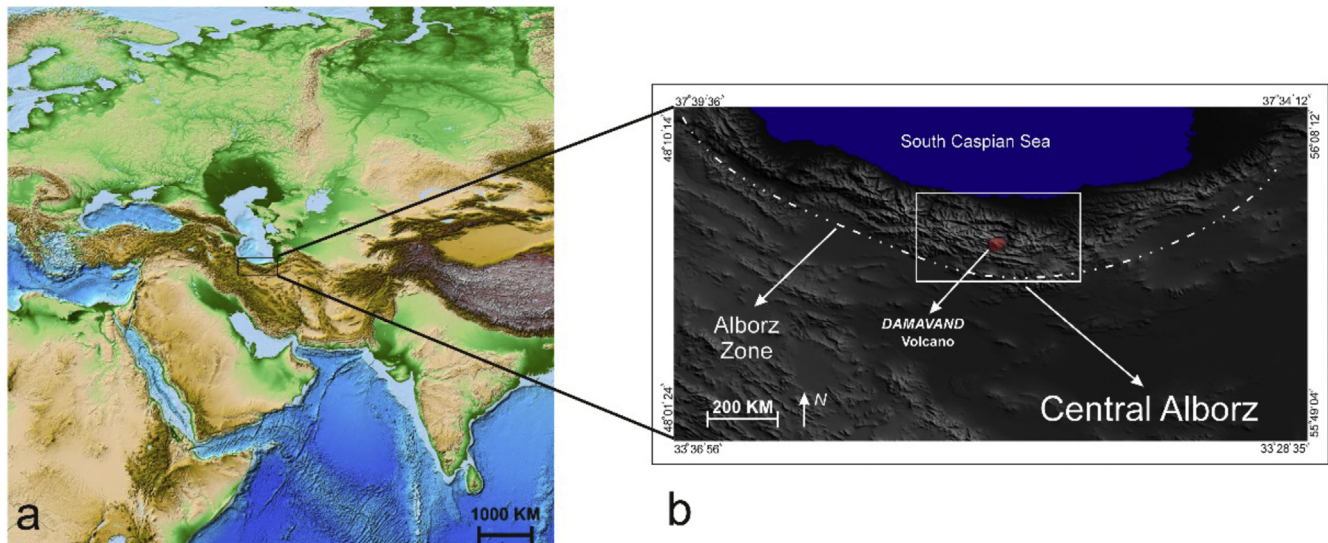 a
1000 KM
37°39'36"
37°34'12"
48°10'14"
56°08'12"
South Caspian Sea
Alborz
Zone
DAMAVAND
Volcano
Central Alborz
200 KM
N
48°01'24"
55°49'04"
33°36'56"
33°28'35"
b